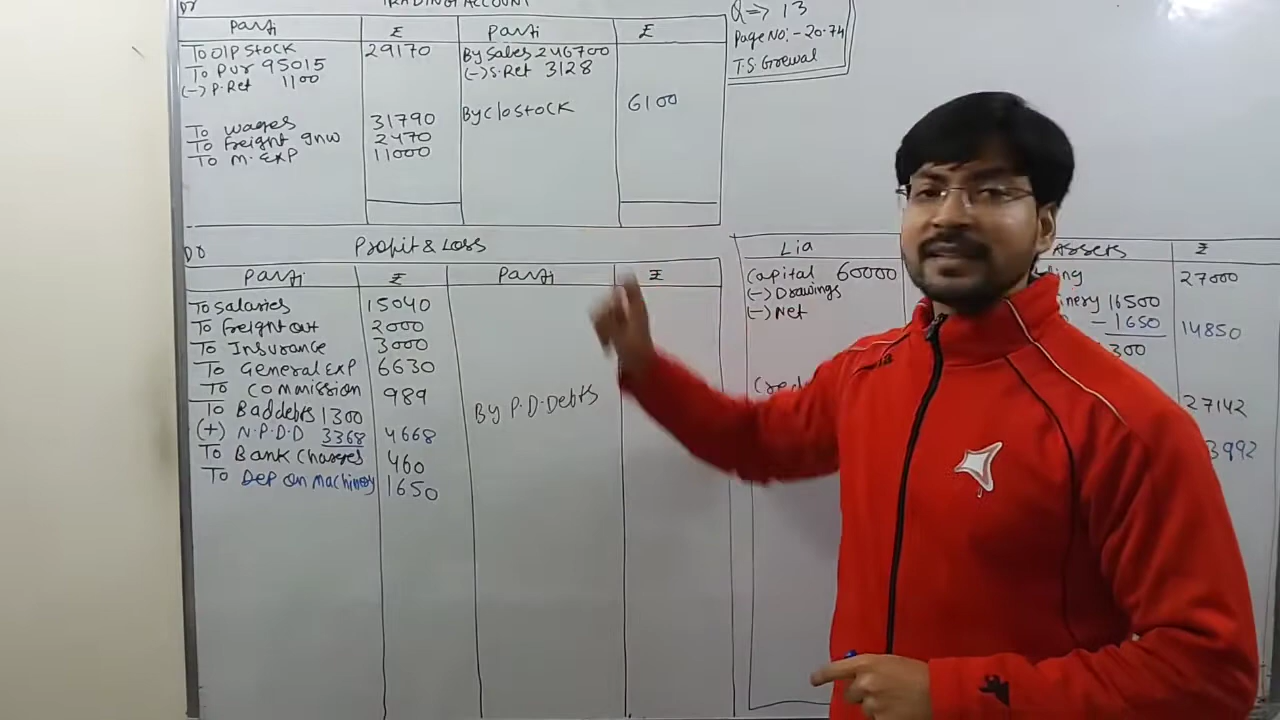 Dr
TRADING ACCOUNT
Parti ₹ Parti ₹
To O/P STOCK 29170 By Sales 246700
To Pur 95015 (-) S.Ret 3128
(-) P.Ret 1100
By Clo Stock 6100
To wages 31790
To Freight Inw 2470
To M.EXP 11000
Q => 13
Page No:- 20.74
T.S. Grewal
Dr Profit & Loss
Parti ₹ Parti ₹
To Salaries 15040
To Freight out 2000
To Insurance 3000
To General EXP 6630
To Commission 989
To Bad debts 1300
(+) N.P.D.D 3368 4668
To Bank Charges 460
To Dep on machinery 1650
By P.D.Debts
Lia Assets ₹
Capital 60000 27000
(-) Drawings 16500
(-) Net - 1650 14850
300
27142
3992